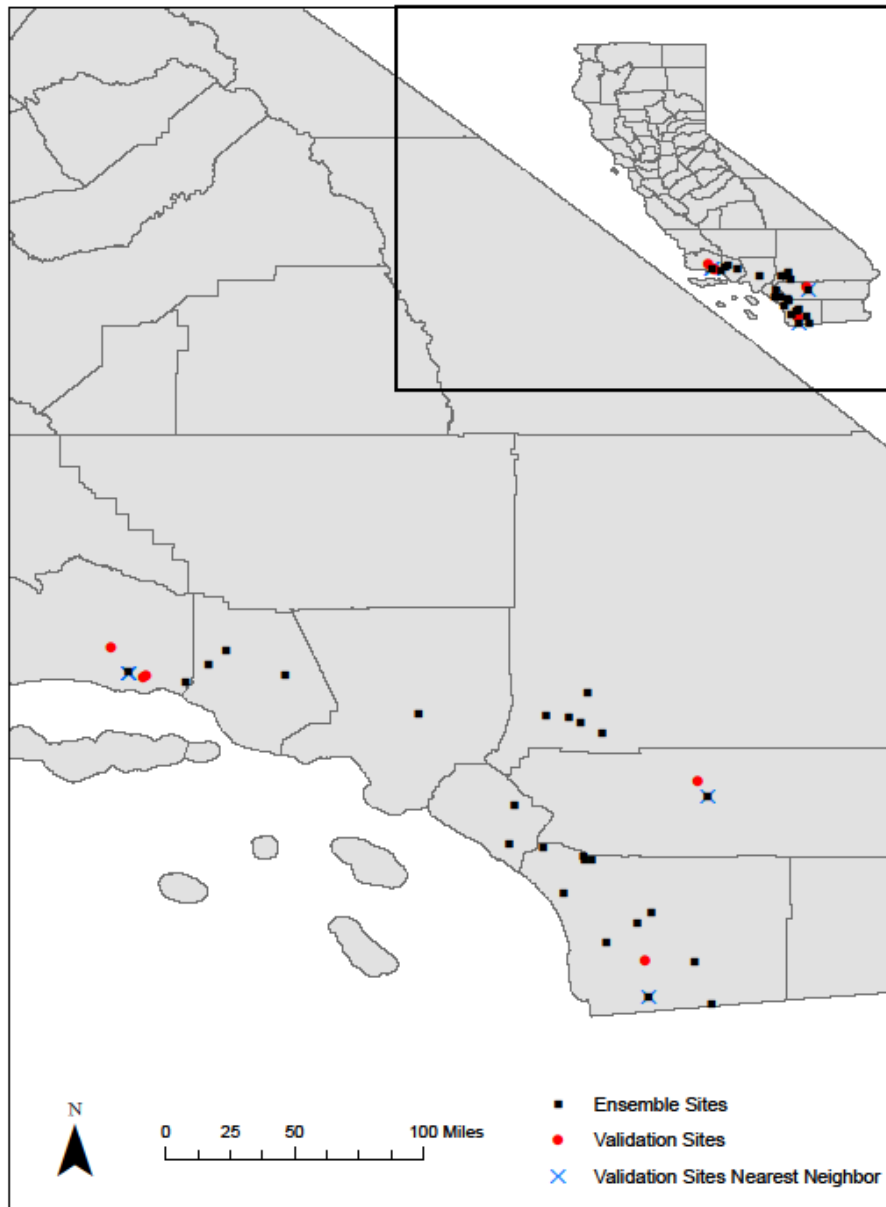 N
0 25 50 100 Miles
Ensemble Sites
Validation Sites
Validation Sites Nearest Neighbor